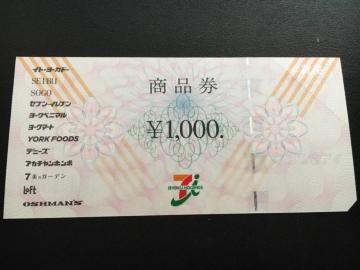 イトーヨーカドー
SEIBU
SOGO
セブン-イレブン
ヨークベニマル
ヨークマート
YORK FOODS
デニーズ
アカチャンホンポ
7美のガーデン
LOFT
OSHMAN'S
商品券
¥1,000.
7&i
SEVEN & i HOLDINGS